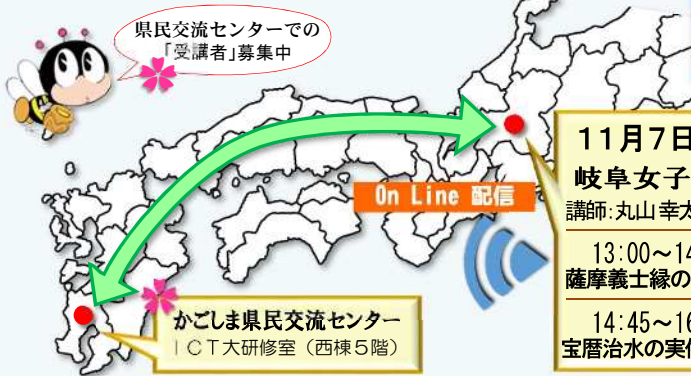 県民交流センターでの
「受講者」募集中
On Line 配信
11月7日
岐阜女子
講師:丸山幸太
13:00～14
薩摩義士縁の
14:45～16
宝暦治水の実
かごしま県民交流センター
ICT大研修室（西棟5階）